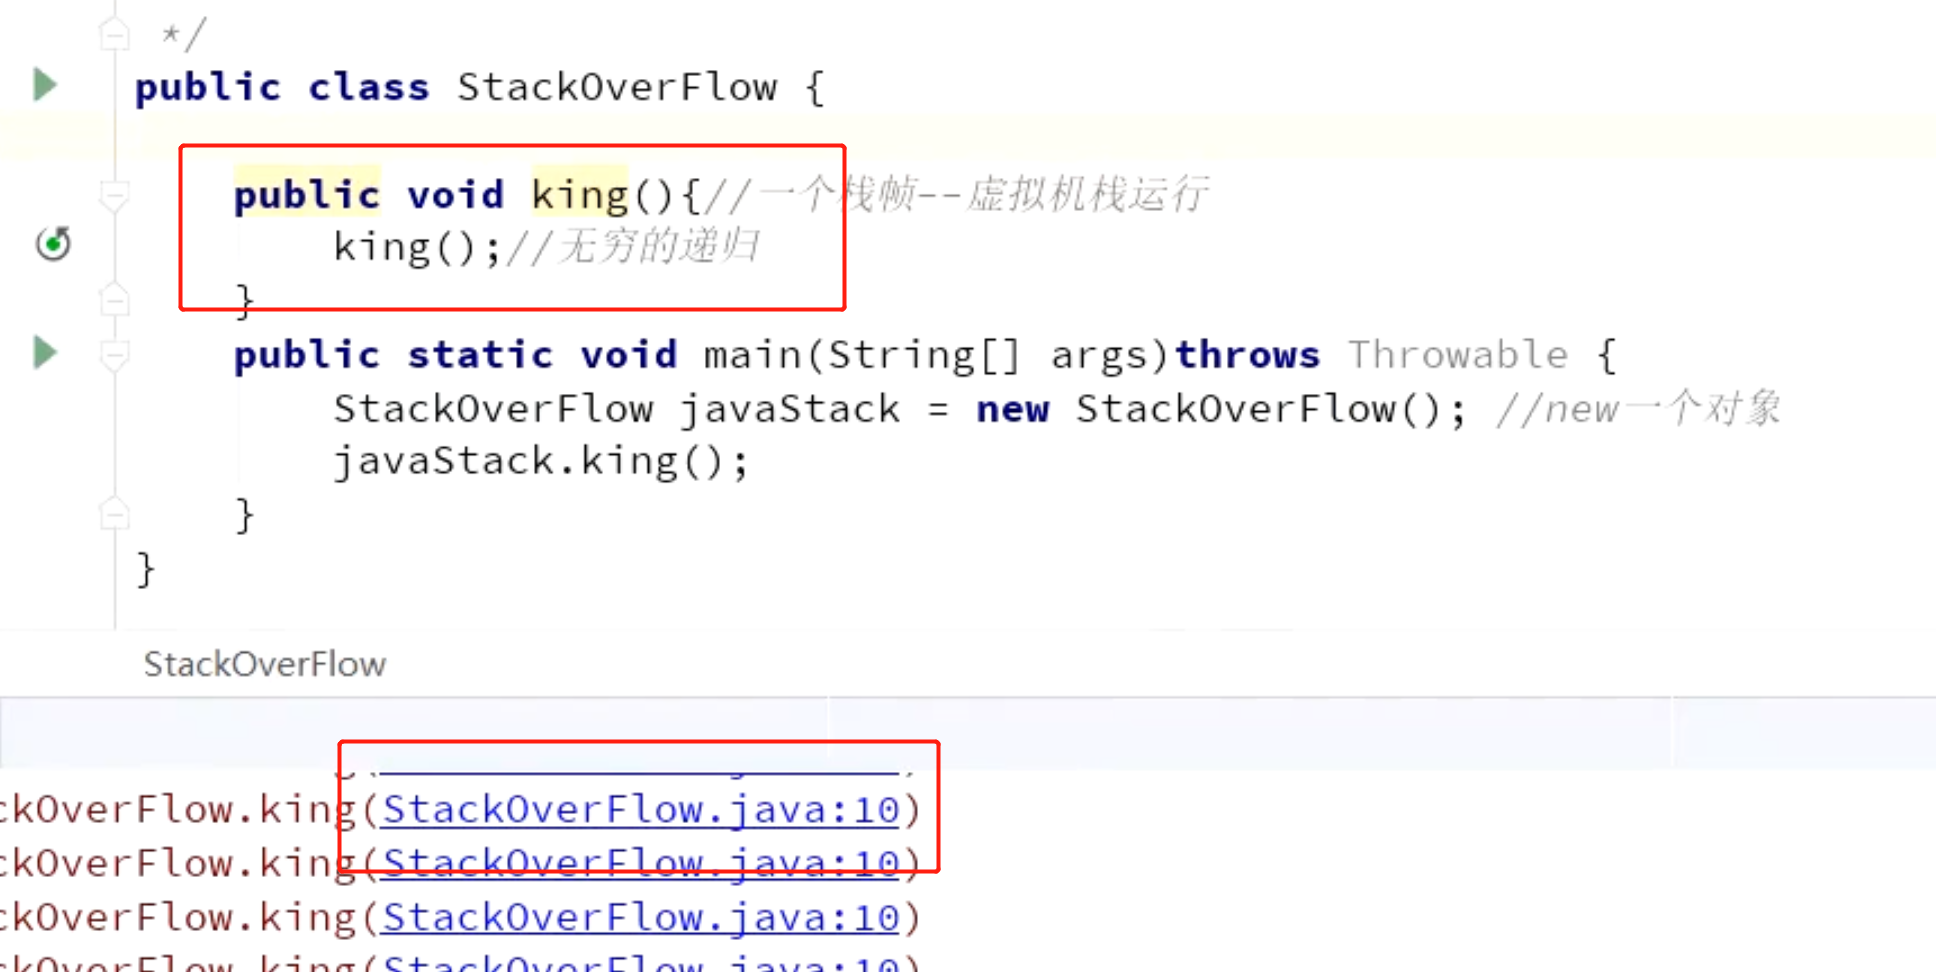 */
public class StackOverFlow {
public void king(){//一个栈帧--虚拟机栈运行
king();//无穷的递归
}
public static void main(String[] args)throws Throwable {
StackOverFlow javaStack = new StackOverFlow(); //new一个对象
javaStack.king();
}
}
StackOverFlow
ckOverFlow.king(StackOverFlow.java:10)
ckOverFlow.king(StackOverFlow.java:10)
ckOverFlow.king(StackOverFlow.java:10)
ckOverFlow.king(StackOverFlow.java:10)